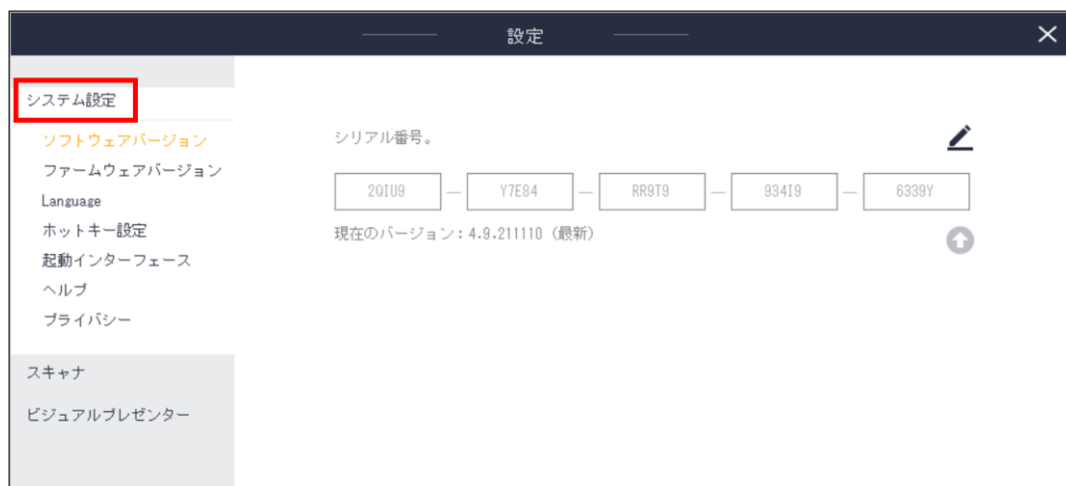 設定
システム設定
ソフトウェアバージョン
ファームウェアバージョン
Language
ホットキー設定
起動インターフェース
ヘルプ
プライバシー
スキャナ
ビジュアルプレゼンター
シリアル番号。
2QIU9 — Y7E84 — RR9T9 — 934I9 — 6339Y
現在のバージョン：4.9.211110（最新）